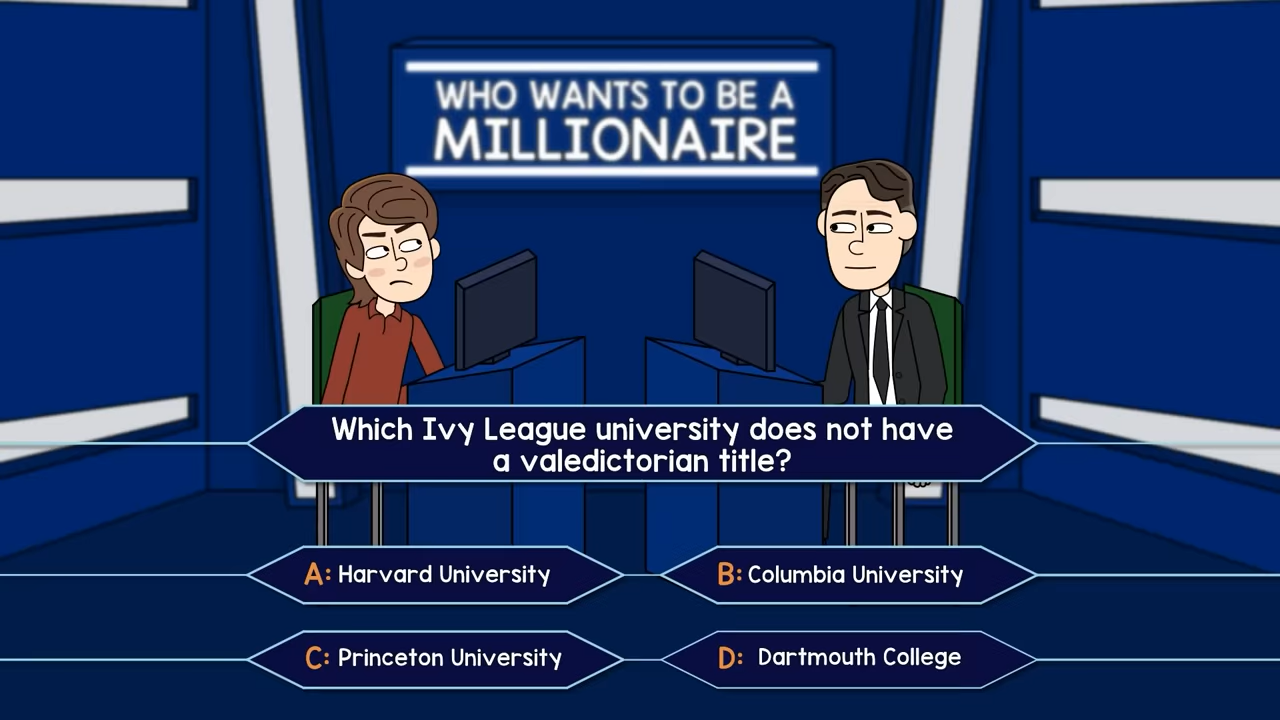 WHO WANTS TO BE A
MILLIONAIRE
Which Ivy League university does not have
a valedictorian title?
A: Harvard University
B: Columbia University
C: Princeton University
D: Dartmouth College